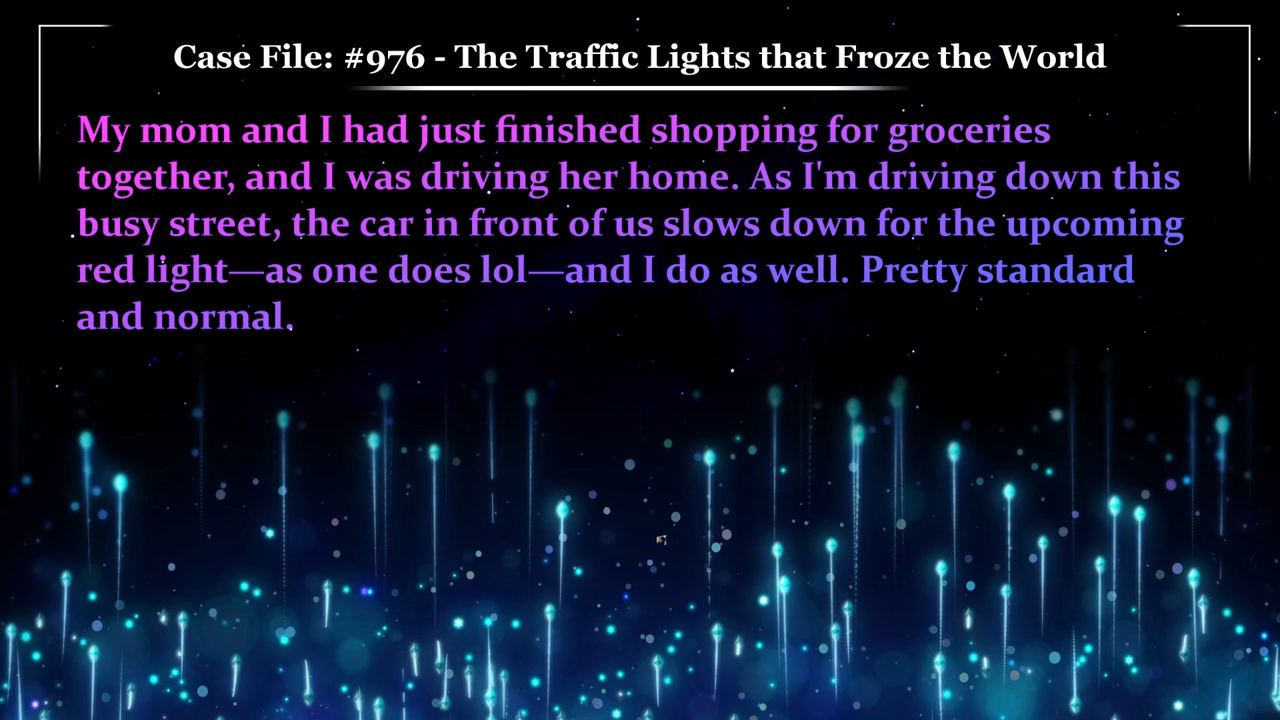 Case File: #976 - The Traffic Lights that Froze the World
My mom and I had just finished shopping for groceries
together, and I was driving her home. As I'm driving down this
busy street, the car in front of us slows down for the upcoming
red light—as one does lol—and I do as well. Pretty standard
and normal.